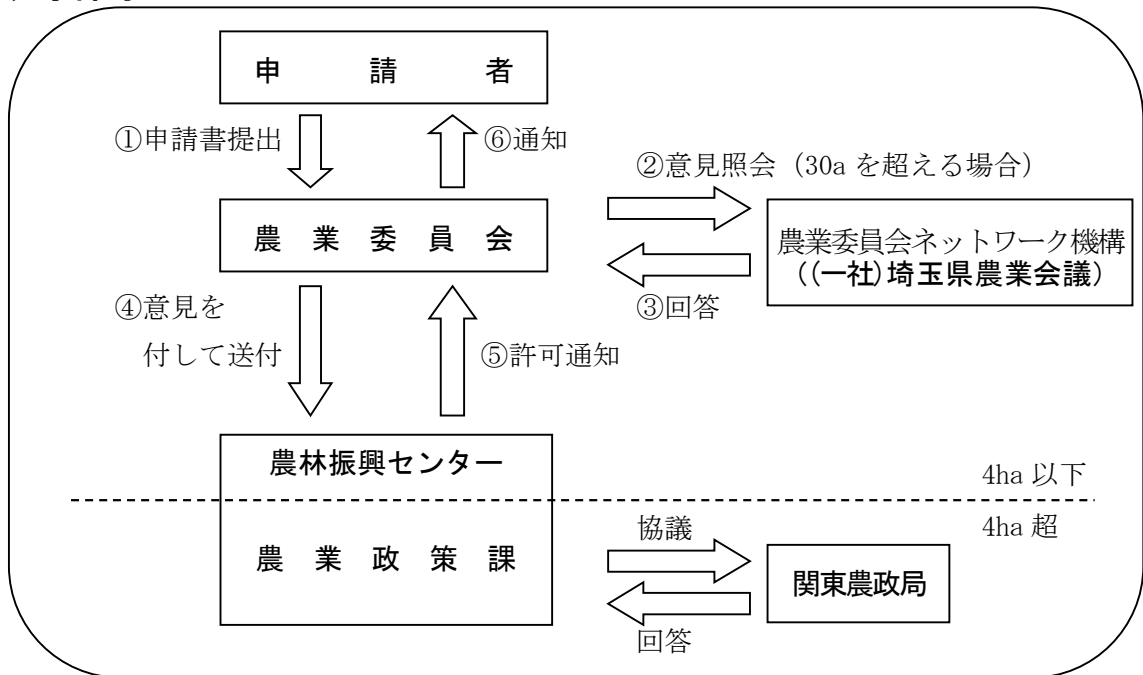 申請者
①申請書提出
⑥通知
②意見照会(30a を超える場合)
農業委員会
農業委員会ネットワーク機構
((一社)埼玉県農業会議)
③回答
④意見を
付して送付
⑤許可通知
農林振興センター
4ha 以下
4ha 超
協議
農業政策課
関東農政局
回答